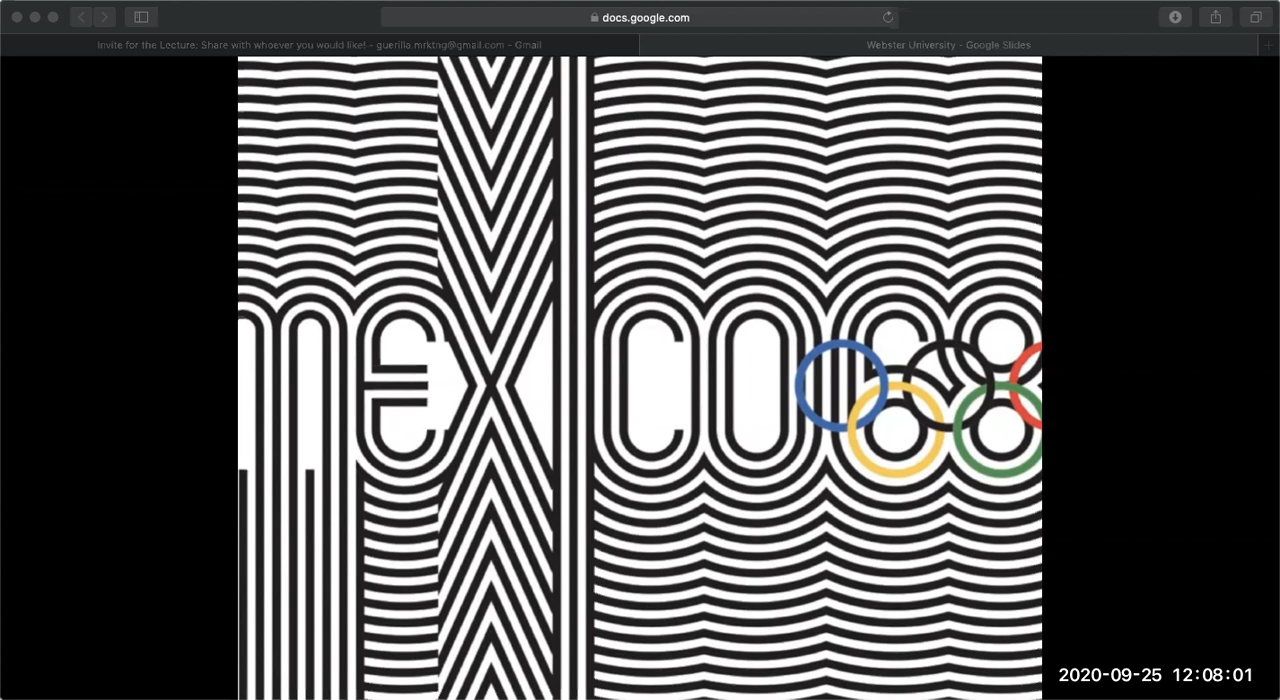 docs.google.com
Invite for the Lecture: Share with whoever you would like! - guerilla.mrktng@gmail.com - Gmail
Webster University - Google Slides
mexico68
2020-09-25 12:08:01